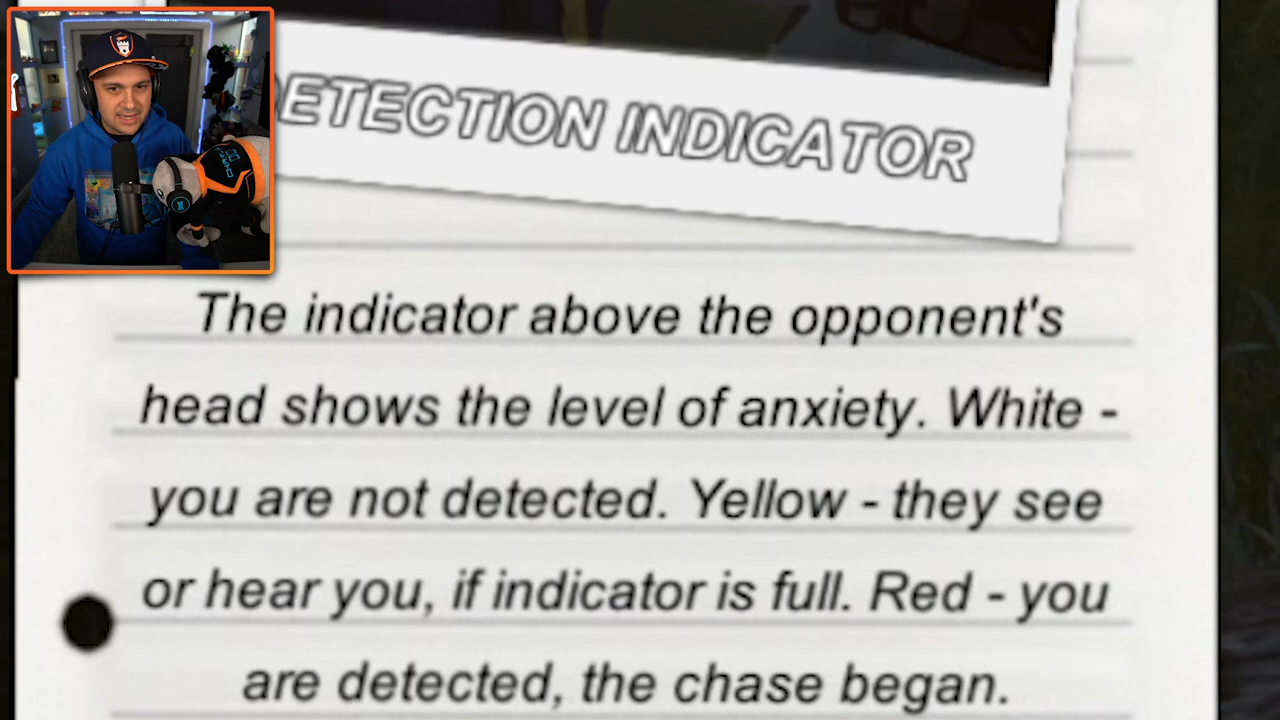 ETECTION INDICATOR
The indicator above the opponent's
head shows the level of anxiety. White -
you are not detected. Yellow - they see
or hear you, if indicator is full. Red - you
are detected, the chase began.